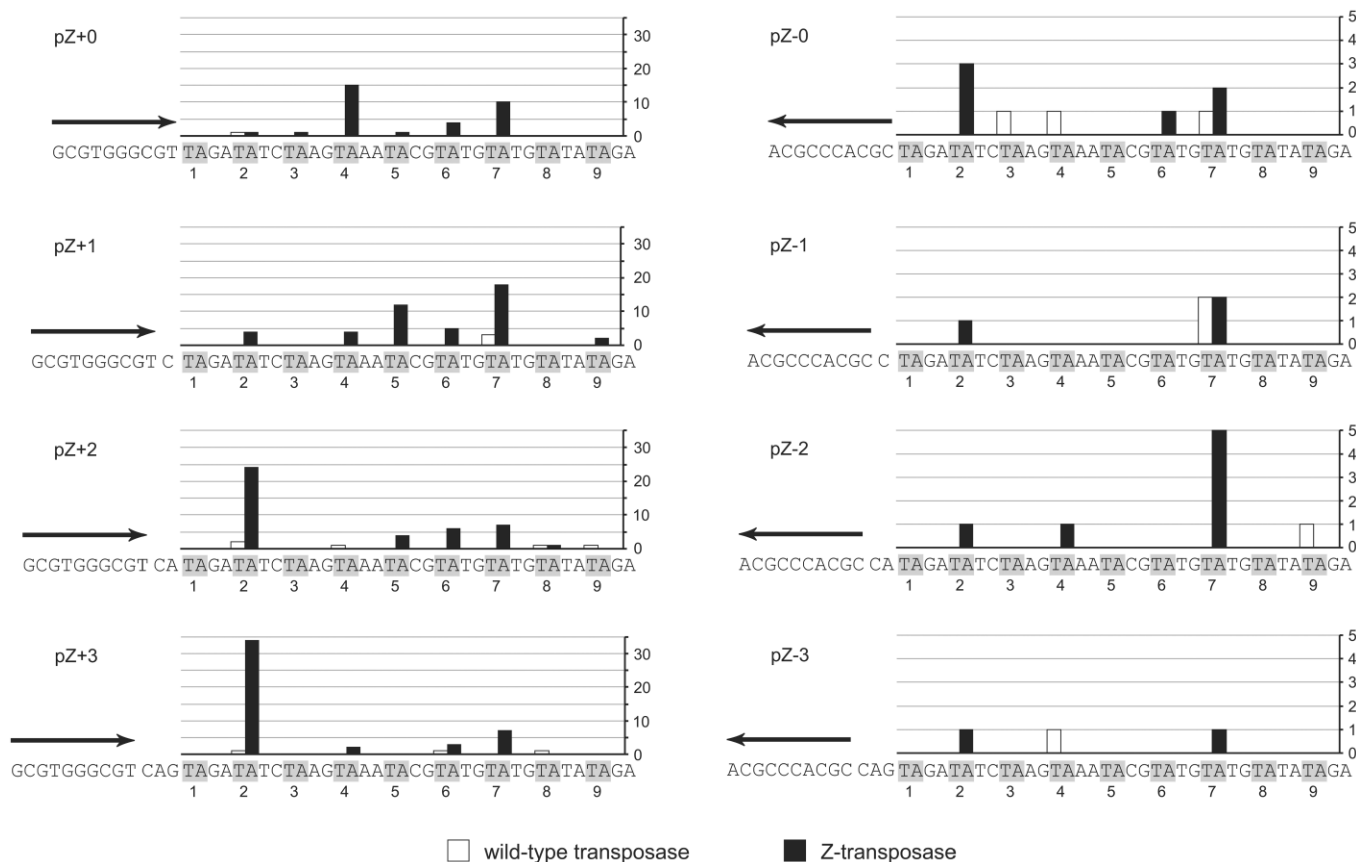 pZ+0
30
20
10
0
GCGTGGGCGT TAGATATCTAAGTAAATACGTATGTATGTATATAGA
1 2 3 4 5 6 7 8 9
pZ-0
5
4
3
2
1
0
ACGCCCACGC TAGATATCTAAGTAAATACGTATGTATGTATATAGA
1 2 3 4 5 6 7 8 9
pZ+1
30
20
10
0
GCGTGGGCGT C TAGATATCTAAGTAAATACGTATGTATGTATATAGA
1 2 3 4 5 6 7 8 9
pZ-1
5
4
3
2
1
0
ACGCCCACGC C TAGATATCTAAGTAAATACGTATGTATGTATATAGA
1 2 3 4 5 6 7 8 9
pZ+2
30
20
10
0
GCGTGGGCGT CA TAGATATCTAAGTAAATACGTATGTATGTATATAGA
1 2 3 4 5 6 7 8 9
pZ-2
5
4
3
2
1
0
ACGCCCACGC CA TAGATATCTAAGTAAATACGTATGTATGTATATAGA
1 2 3 4 5 6 7 8 9
pZ+3
30
20
10
0
GCGTGGGCGT CAG TAGATATCTAAGTAAATACGTATGTATGTATATAGA
1 2 3 4 5 6 7 8 9
pZ-3
5
4
3
2
1
0
ACGCCCACGC CAG TAGATATCTAAGTAAATACGTATGTATGTATATAGA
1 2 3 4 5 6 7 8 9
wild-type transposase Z-transposase